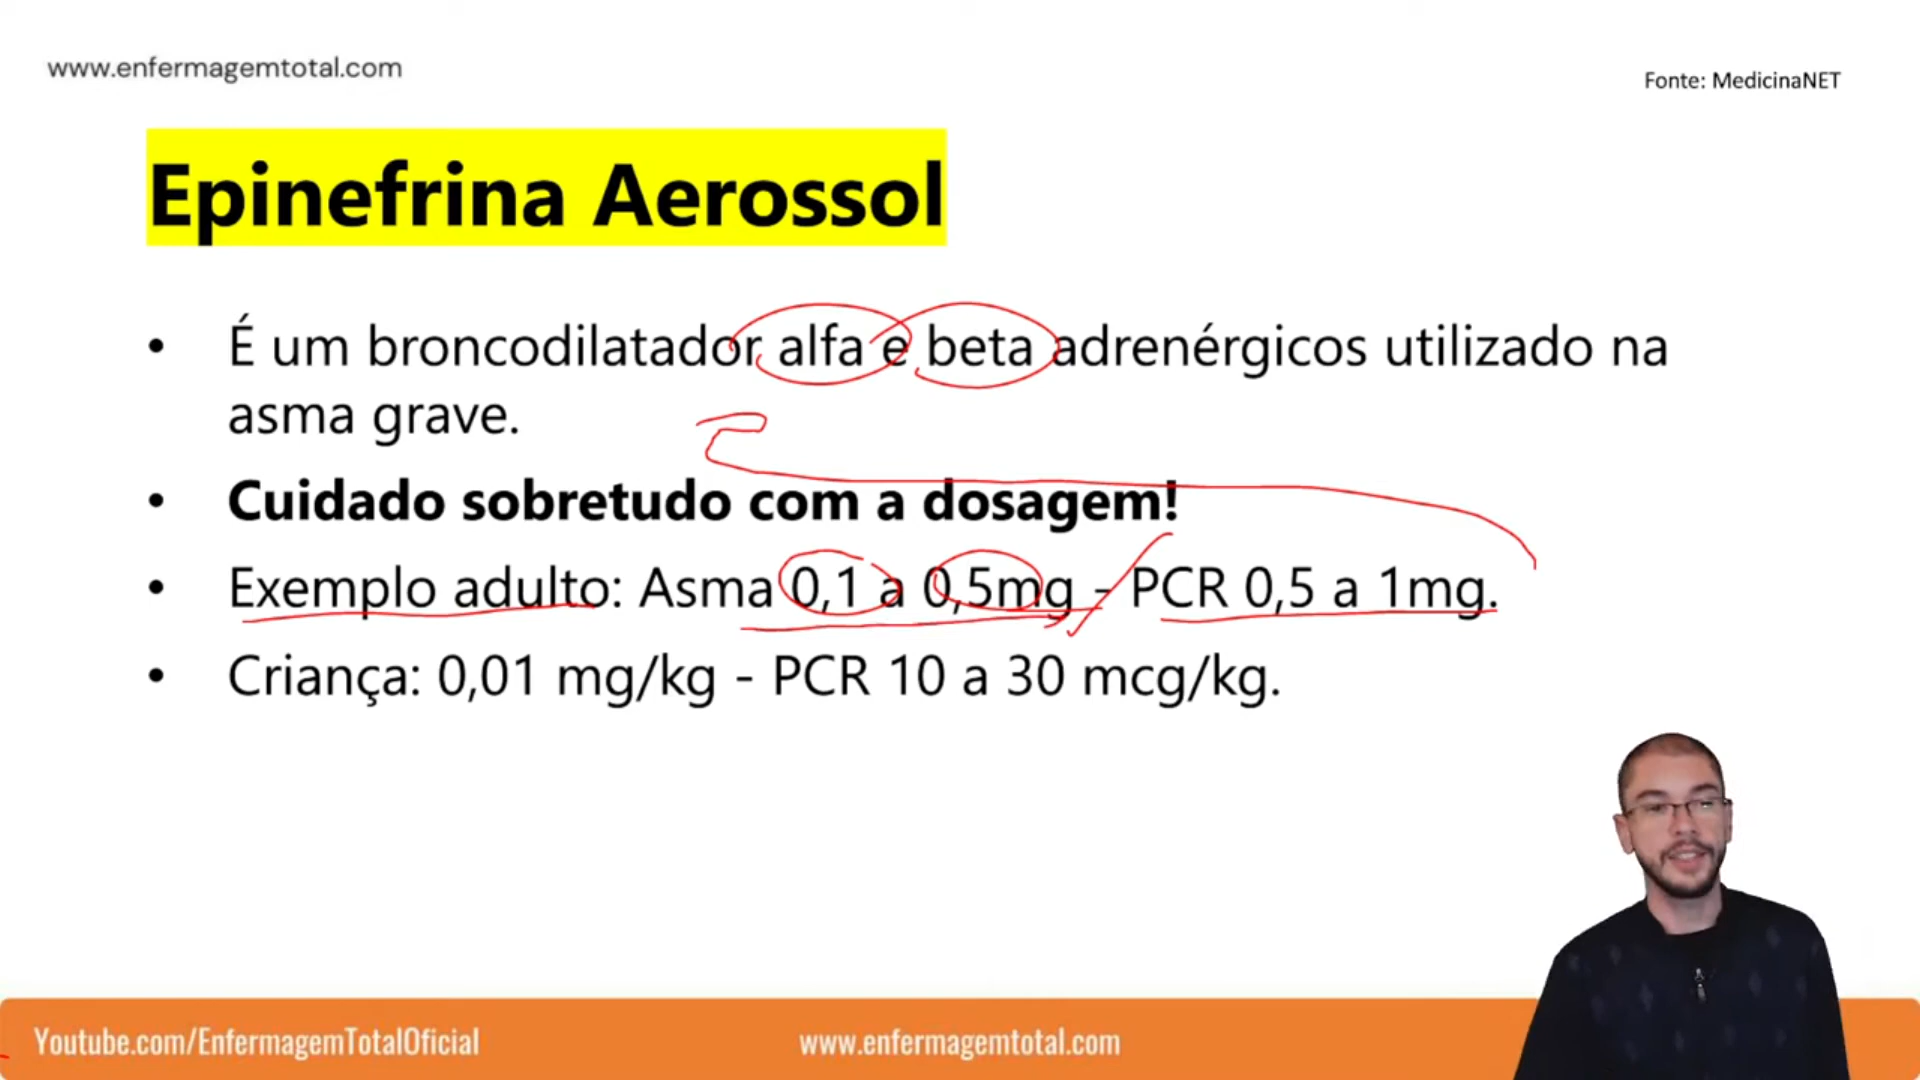 www.enfermagemtotal.com
Fonte: MedicinaNET
Epinefrina Aerossol
• É um broncodilatador alfa e beta adrenérgicos utilizado na
asma grave.
• Cuidado sobretudo com a dosagem!
• Exemplo adulto: Asma 0,1 a 0,5mg - PCR 0,5 a 1mg.
• Criança: 0,01 mg/kg - PCR 10 a 30 mcg/kg.
Youtube.com/EnfermagemTotalOficial
www.enfermagemtotal.com